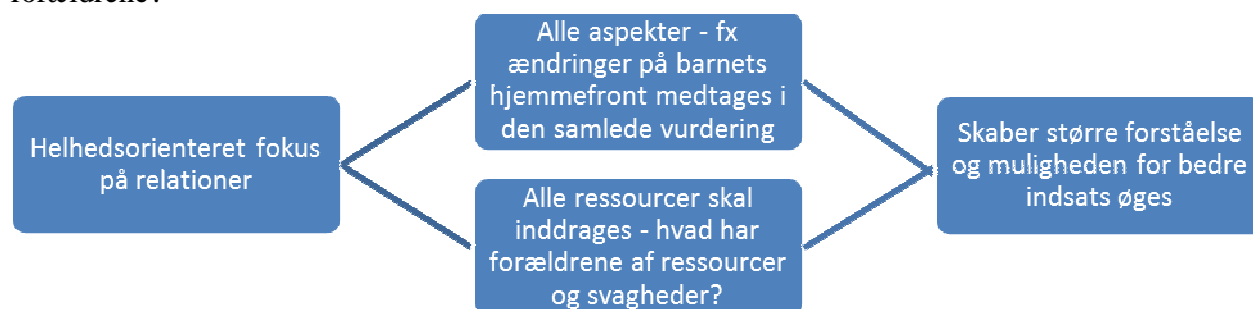 Helhedsorienteret fokus
på relationer
Alle aspekter - fx
ændringer på barnets
hjemmefront medtages i
den samlede vurdering
Alle ressourcer skal
inddrages - hvad har
forældrene af ressourcer
og svagheder?
Skaber større forståelse
og muligheden for bedre
indsats øges